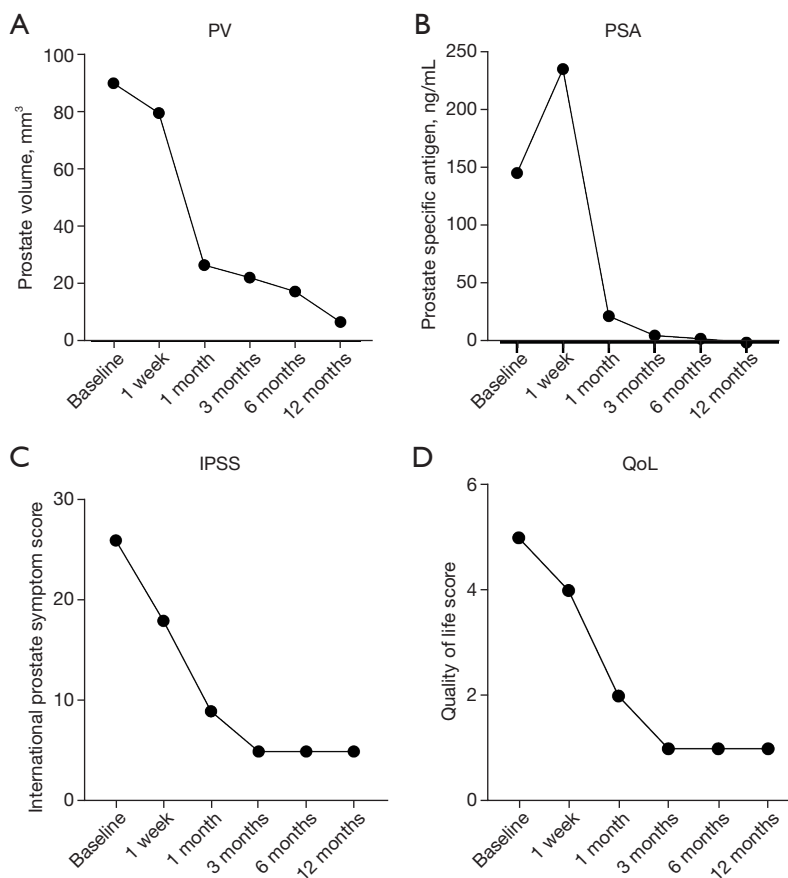 A
PV
Prostate volume, mm³
100
80
60
40
20
0
Baseline
1 week
1 month
3 months
6 months
12 months
B
PSA
Prostate specific antigen, ng/mL
250
200
150
100
50
0
Baseline
1 week
1 month
3 months
6 months
12 months
C
IPSS
International prostate symptom score
30
20
10
0
Baseline
1 week
1 month
3 months
6 months
12 months
D
QoL
Quality of life score
6
4
2
0
Baseline
1 week
1 month
3 months
6 months
12 months